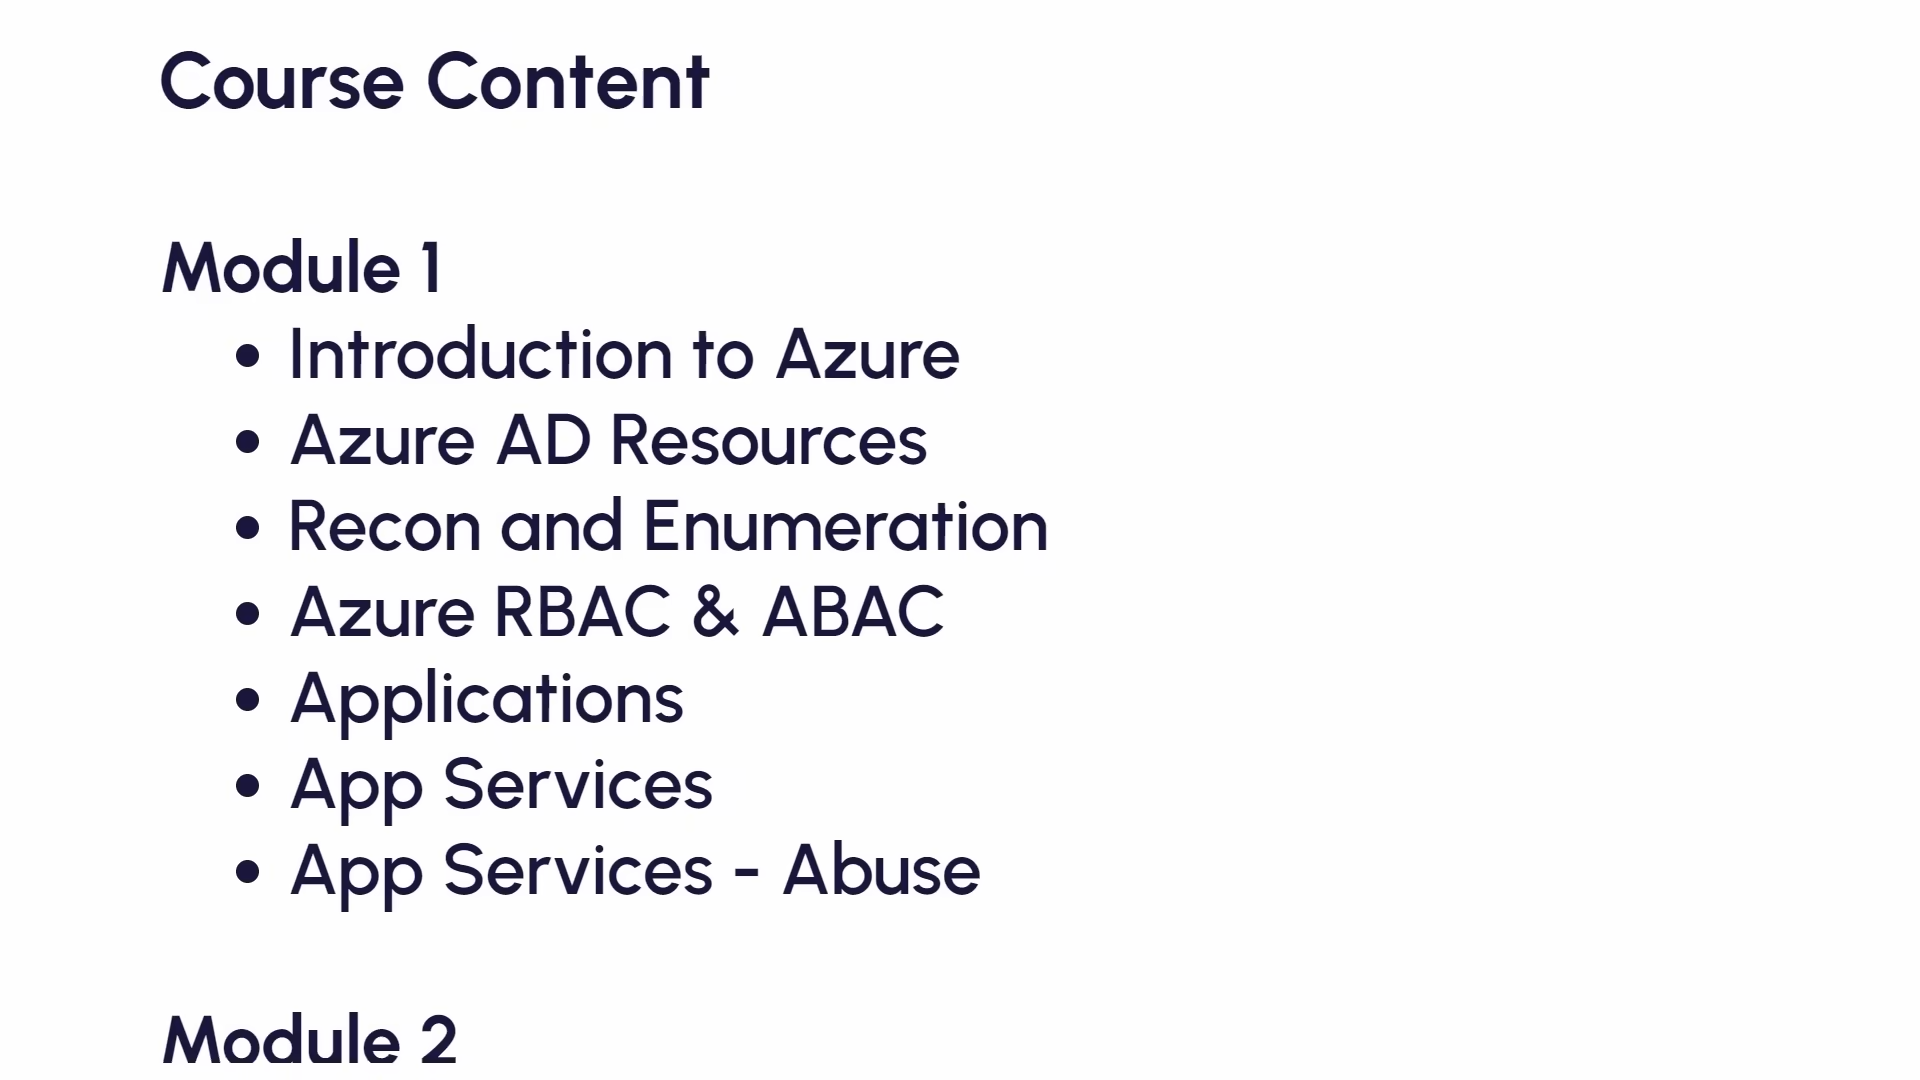 Course Content
Module 1
• Introduction to Azure
• Azure AD Resources
• Recon and Enumeration
• Azure RBAC & ABAC
• Applications
• App Services
• App Services - Abuse
Module 2